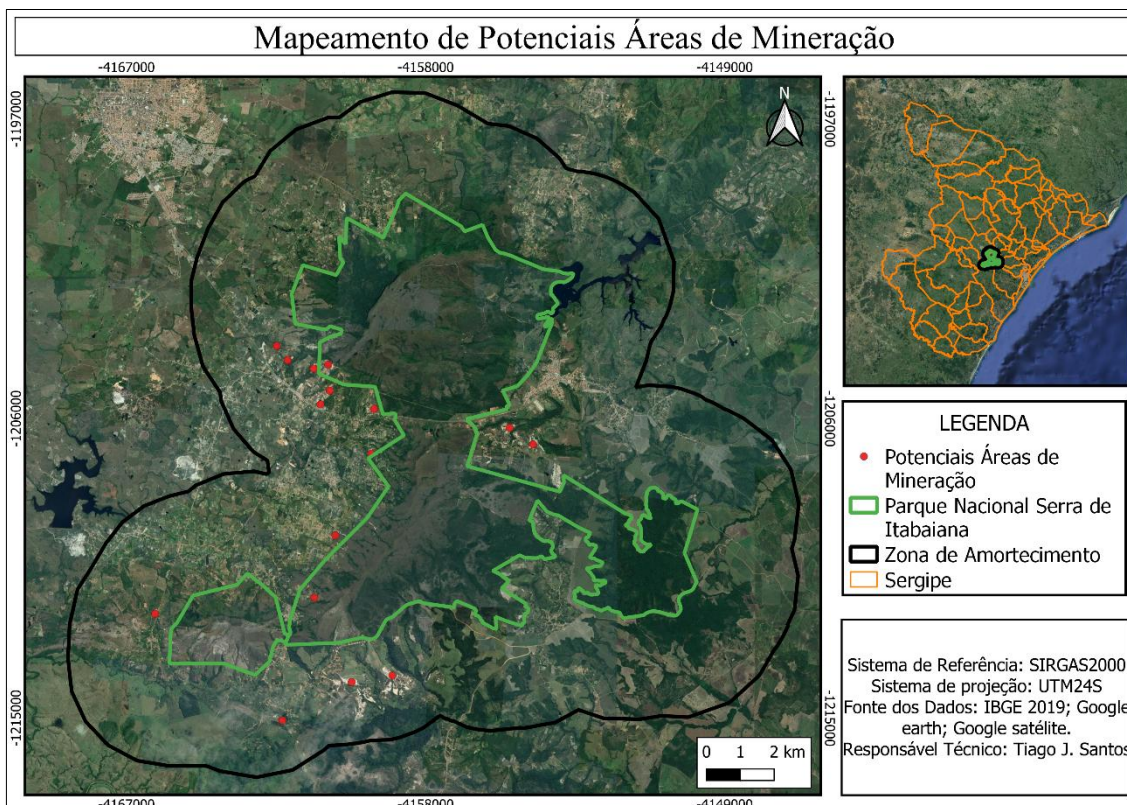 Mapeamento de Potenciais Áreas de Mineração
-4167000
-4158000
-4149000
-1197000
-1197000
N
-1206000
-1206000
-1215000
-1215000
0 1 2 km
-4167000
-4158000
-4149000
LEGENDA
Potenciais Áreas de
Mineração
Parque Nacional Serra de
Itabaiana
Zona de Amortecimento
Sergipe
Sistema de Referência: SIRGAS2000
Sistema de projeção: UTM24S
Fonte dos Dados: IBGE 2019; Google
earth; Google satélite.
Responsável Técnico: Tiago J. Santos